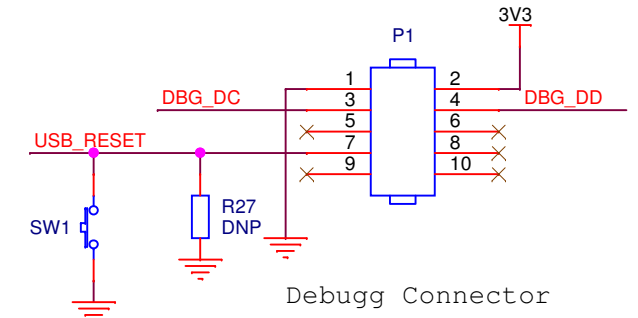 3V3
P1
1 2
DBG_DC 3 4 DBG_DD
5 6
USB_RESET 7 8
9 10
SW1
R27
DNP
Debugg Connector